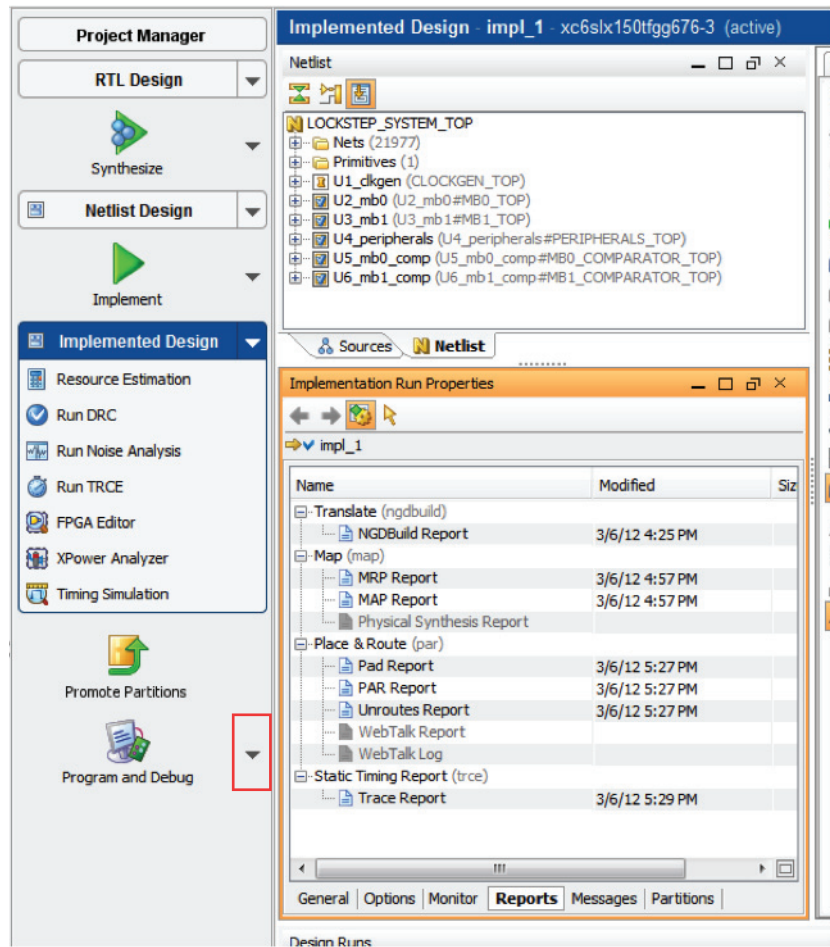 Project Manager
RTL Design
Synthesize
Netlist Design
Implement
Implemented Design
Resource Estimation
Run DRC
Run Noise Analysis
Run TRCE
FPGA Editor
XPower Analyzer
Timing Simulation
Promote Partitions
Program and Debug
Implemented Design - impl_1 - xc6slx150tfgg676-3 (active)
Netlist
LOCKSTEP_SYSTEM_TOP
Nets (21977)
Primitives (1)
U1_clkgen (CLOCKGEN_TOP)
U2_mb0 (U2_mb0#MB0_TOP)
U3_mb1 (U3_mb1#MB1_TOP)
U4_peripherals (U4_peripherals#PERIPHERALS_TOP)
U5_mb0_comp (U5_mb0_comp#MB0_COMPARATOR_TOP)
U6_mb1_comp (U6_mb1_comp#MB1_COMPARATOR_TOP)
Sources Netlist
Implementation Run Properties
impl_1
Name Modified Siz
Translate (ngdbuild)
NGDBuild Report 3/6/12 4:25 PM
Map (map)
MRP Report 3/6/12 4:57 PM
MAP Report 3/6/12 4:57 PM
Physical Synthesis Report
Place & Route (par)
Pad Report 3/6/12 5:27 PM
PAR Report 3/6/12 5:27 PM
Unroutes Report 3/6/12 5:27 PM
WebTalk Report
WebTalk Log
Static Timing Report (trce)
Trace Report 3/6/12 5:29 PM
General Options Monitor Reports Messages Partitions
Design Runs